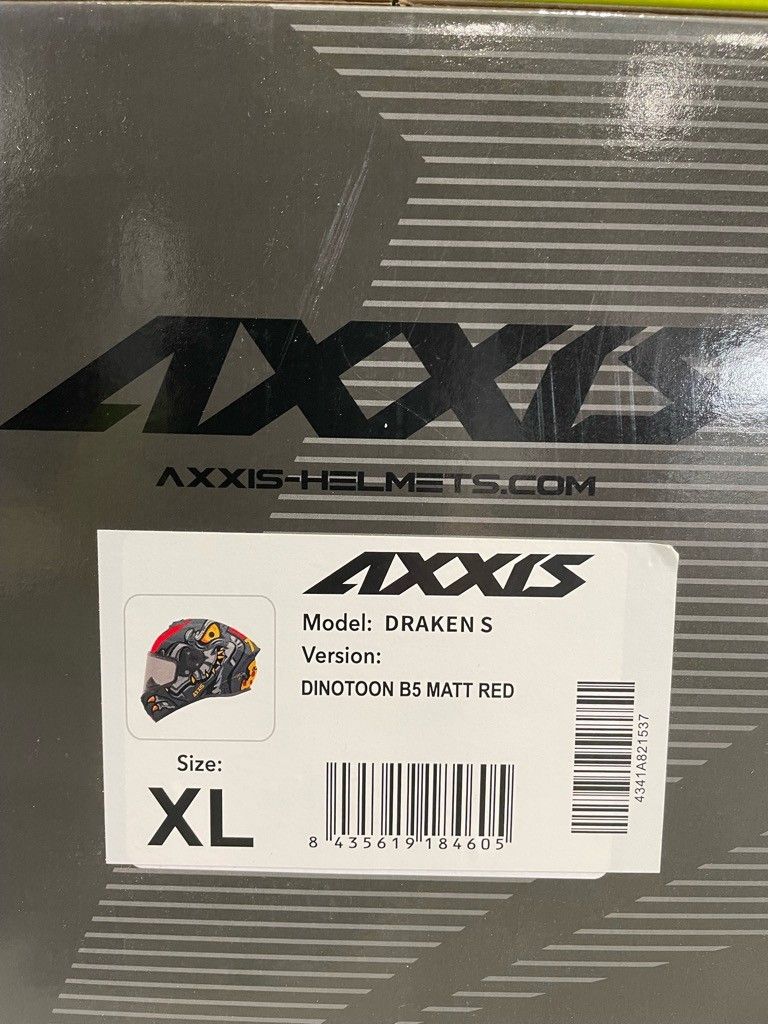 AXXIS
AXXIS-HELMETS.COM
AXXIS
Model: DRAKEN S
Version:
DINOTOON B5 MATT RED
Size:
XL
8 435619 184605
4341A821537